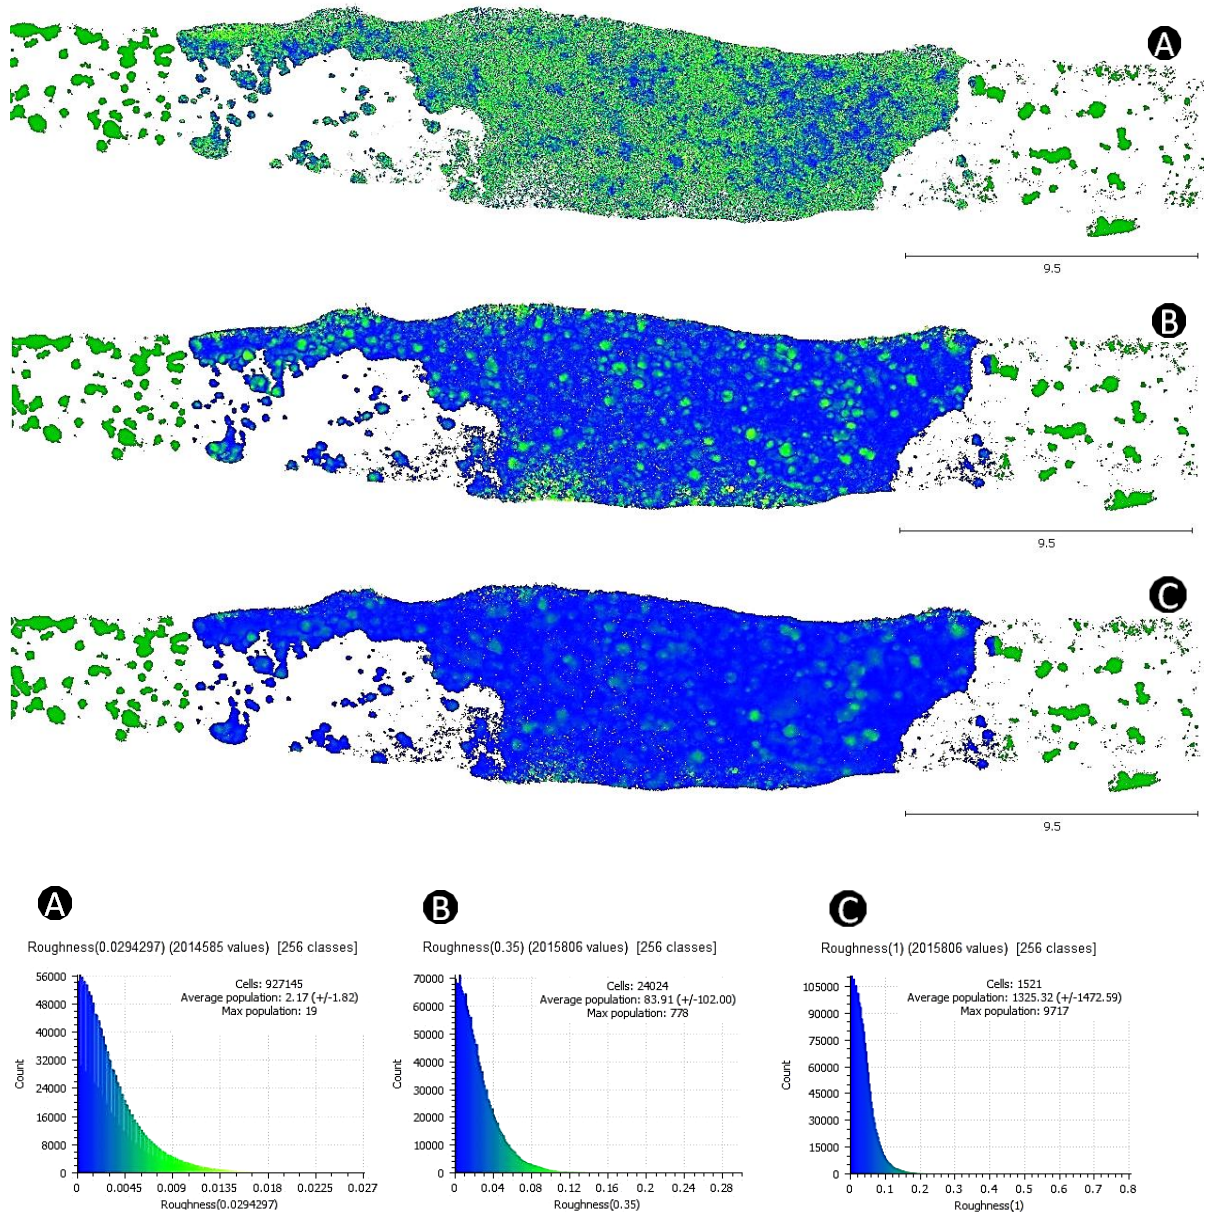 A
9.5
B
9.5
C
9.5
A
Roughness(0.0294297) (2014585 values) [256 classes]
Cells: 927145
Average population: 2.17 (+/-1.82)
Max population: 19
56000
48000
40000
32000
24000
16000
8000
0
Count
0 0.0045 0.009 0.0135 0.018 0.0225 0.027
Roughness(0.0294297)
B
Roughness(0.35) (2015806 values) [256 classes]
Cells: 24024
Average population: 83.91 (+/-102.00)
Max population: 778
70000
60000
50000
40000
30000
20000
10000
0
Count
0 0.04 0.08 0.12 0.16 0.2 0.24 0.28
Roughness(0.35)
C
Roughness(1) (2015806 values) [256 classes]
Cells: 1521
Average population: 1325.32 (+/-1472.59)
Max population: 9717
105000
90000
75000
60000
45000
30000
15000
0
Count
0 0.1 0.2 0.3 0.4 0.5 0.6 0.7 0.8
Roughness(1)